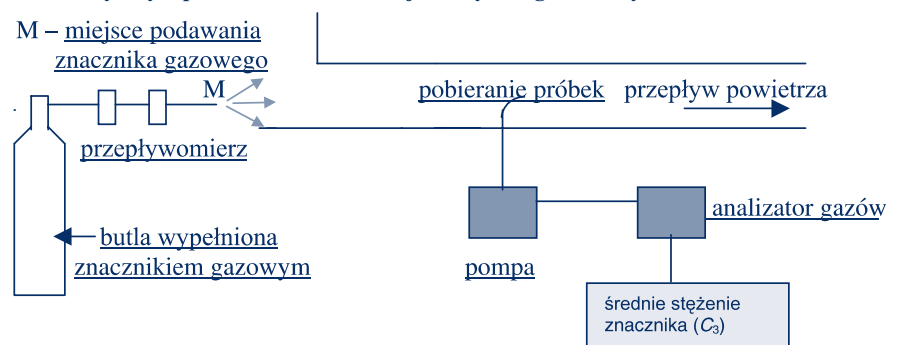 M – miejsce podawania
znacznika gazowego
M
pobieranie próbek
przepływ powietrza
przepływomierz
analizator gazów
butla wypełniona
znacznikiem gazowym
pompa
średnie stężenie
znacznika (C₃)